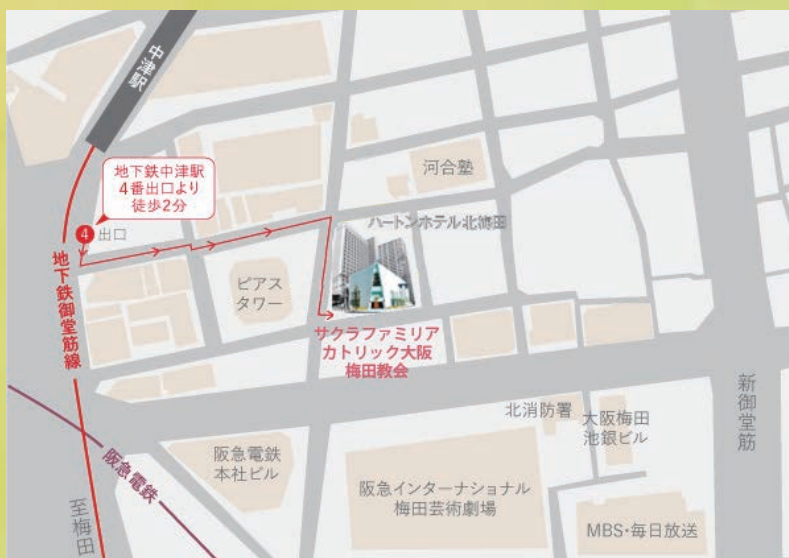 中津駅
地下鉄中津駅
4番出口より
徒歩2分
4 出口
河合塾
ハートンホテル北梅田
地下鉄御堂筋線
ピアス
タワー
サクラファミリア
カトリック大阪
梅田教会
新御堂筋
北消防署
大阪梅田
池銀ビル
阪急電鉄
阪急電鉄
本社ビル
阪急インターナショナル
梅田芸術劇場
至梅田
MBS・毎日放送